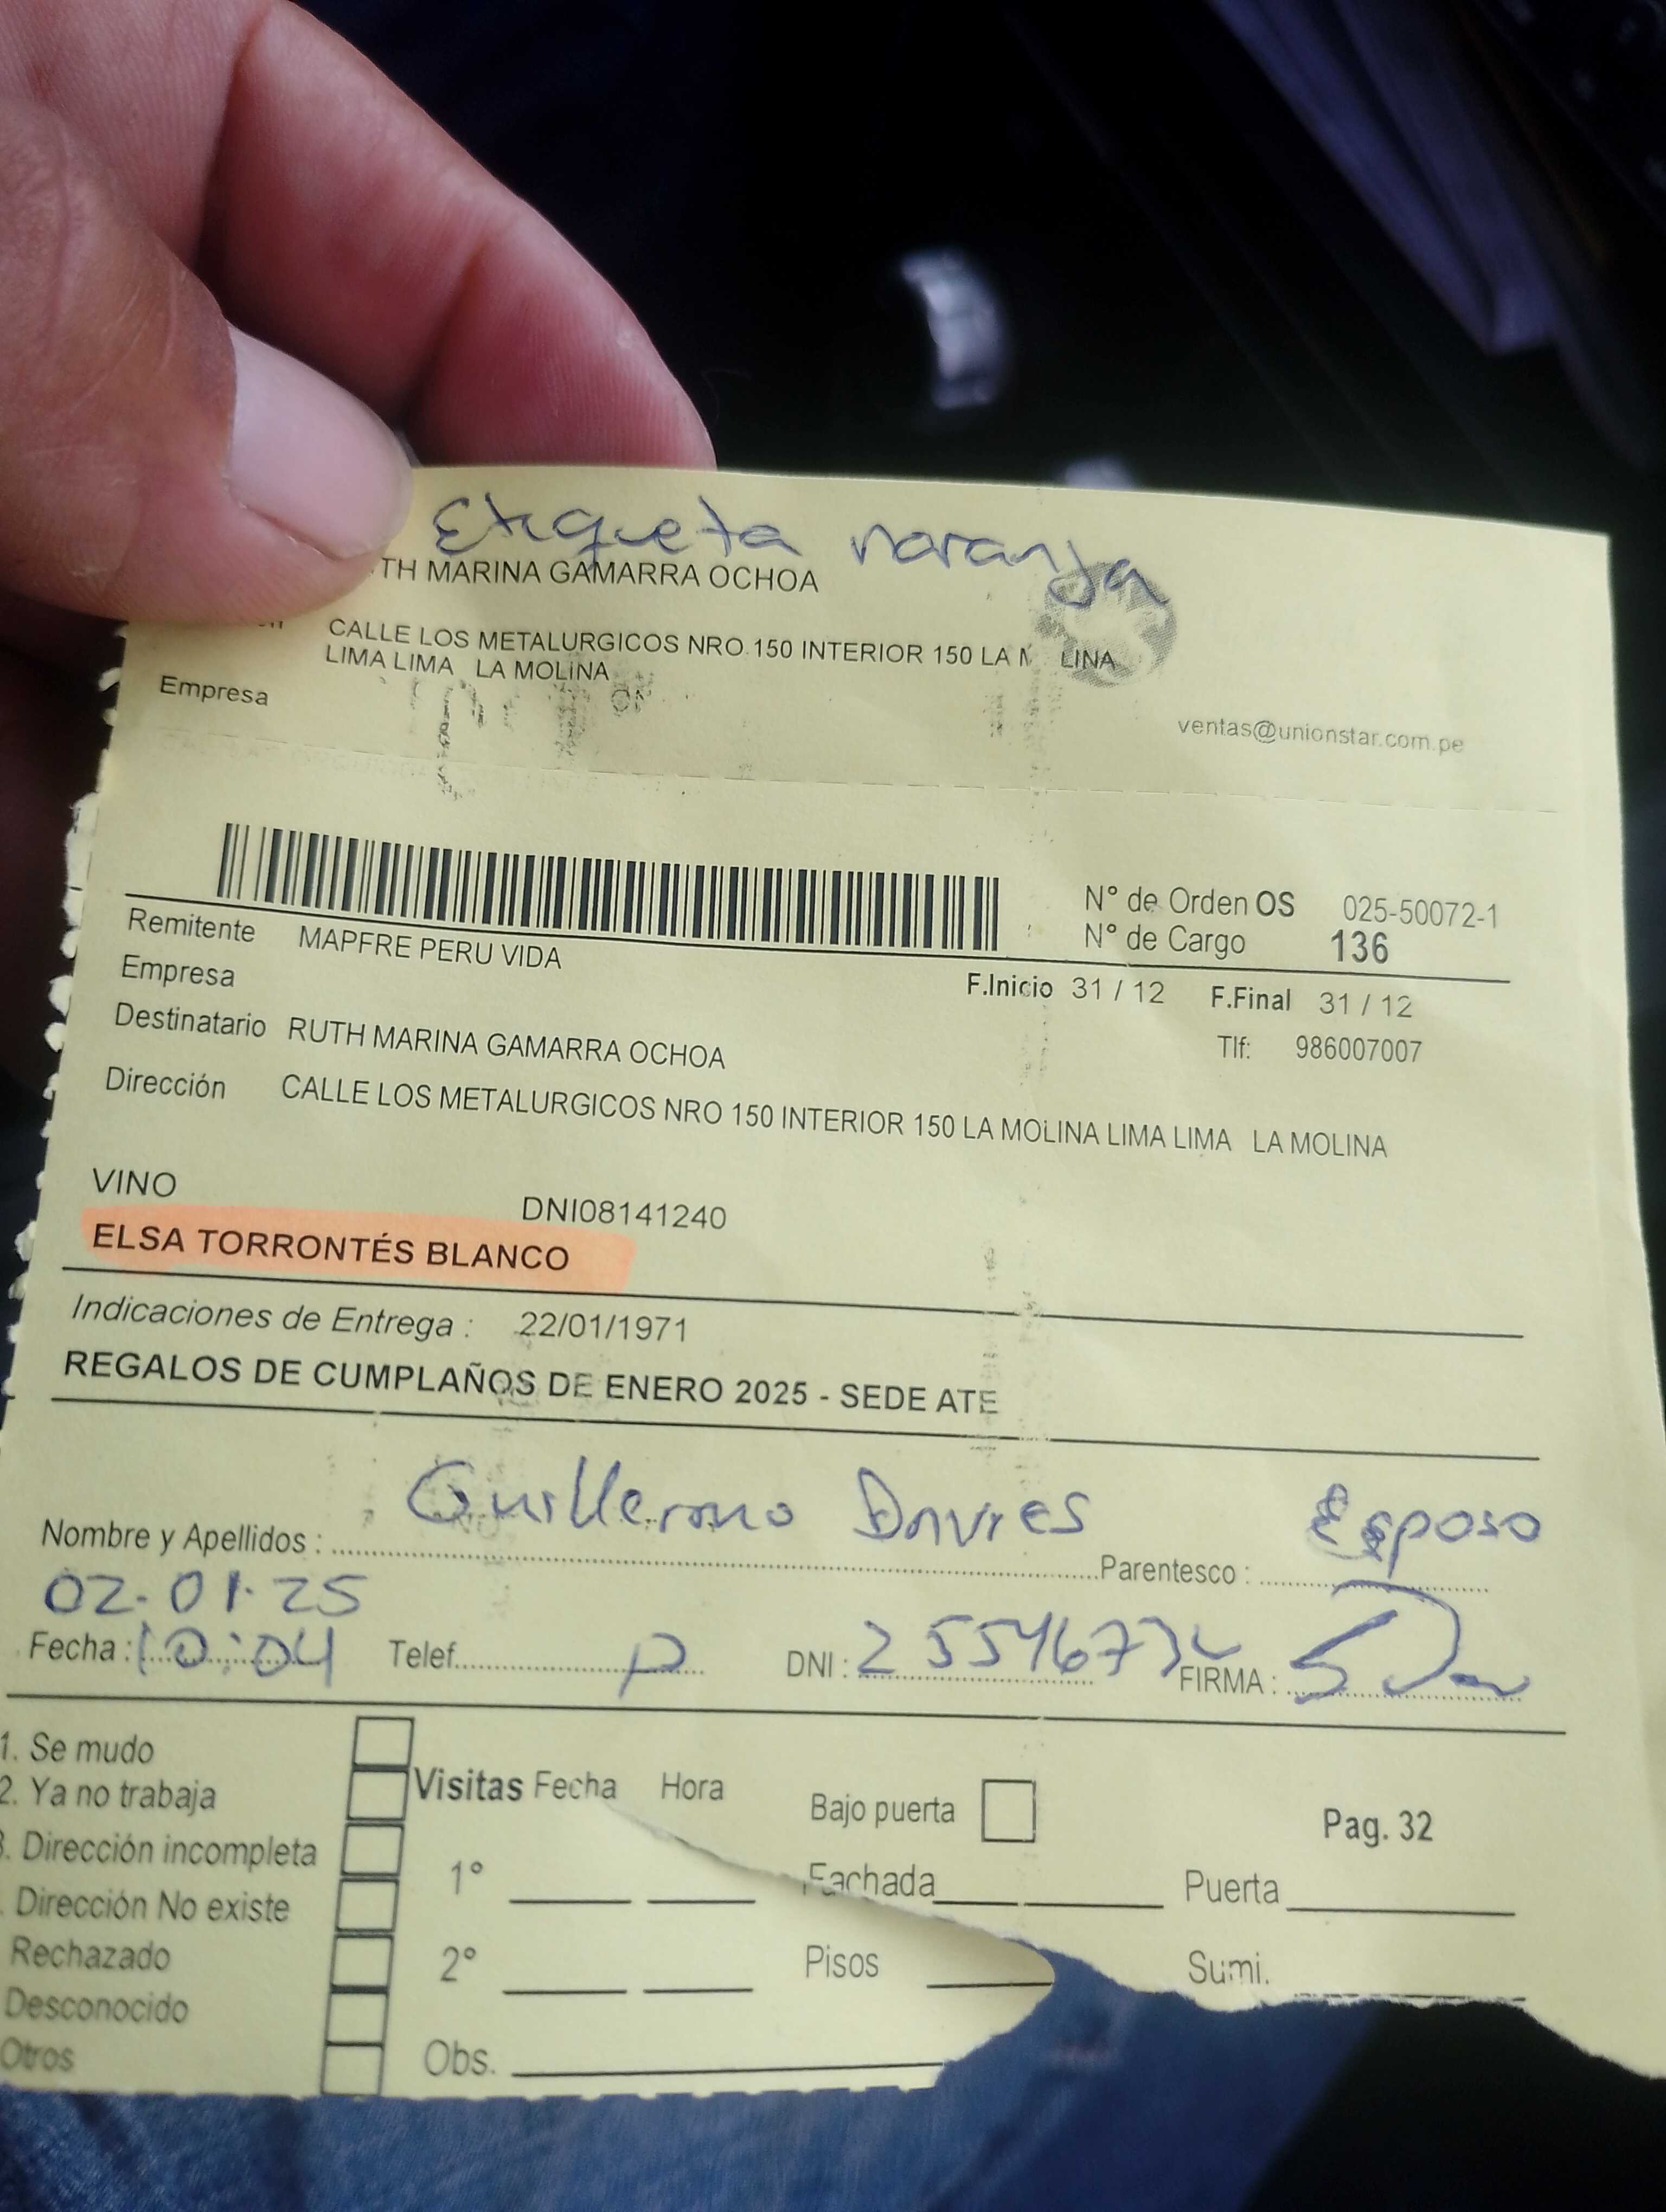 Etiqueta naranja
TH MARINA GAMARRA OCHOA
CALLE LOS METALURGICOS NRO 150 INTERIOR 150 LA M LINA
LIMA LIMA LA MOLINA
Empresa
ventas@unionstar.com.pe
N° de Orden OS 025-50072-1
N° de Cargo 136
Remitente MAPFRE PERU VIDA
Empresa
F.Inicio 31 / 12 F.Final 31 / 12
Destinatario RUTH MARINA GAMARRA OCHOA
Tlf: 986007007
Dirección CALLE LOS METALURGICOS NRO 150 INTERIOR 150 LA MOLINA LIMA LIMA LA MOLINA
VINO
DNI08141240
ELSA TORRONTÉS BLANCO
Indicaciones de Entrega : 22/01/1971
REGALOS DE CUMPLAÑOS DE ENERO 2025 - SEDE ATE
Nombre y Apellidos : Guillermo Davies Parentesco : Esposo
02-01-25
Fecha : 10:04 Telef. DNI : FIRMA :
1. Se mudo
2. Ya no trabaja
. Dirección incompleta
. Dirección No existe
Rechazado
Desconocido
Otros
Visitas Fecha Hora
1°
2°
Obs.
Bajo puerta
Pag. 32
Fachada Puerta
Pisos Sumi.